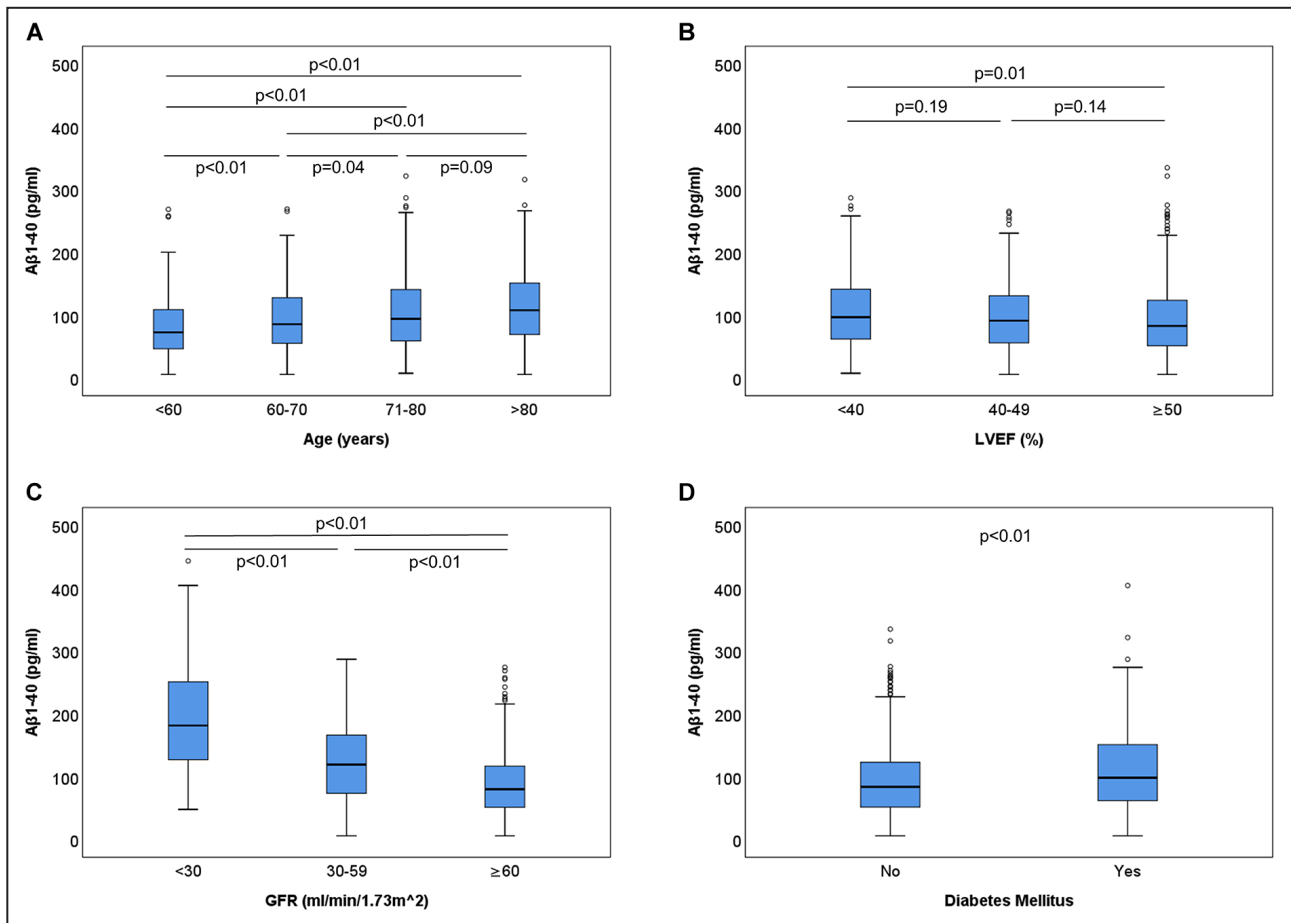 A
500
400
300
200
100
0
Aβ1-40 (pg/ml)
p<0.01
p<0.01
p<0.01
p<0.01
p=0.04
p=0.09
<60
60-70
71-80
>80
Age (years)
B
500
400
300
200
100
0
Aβ1-40 (pg/ml)
p=0.01
p=0.19
p=0.14
<40
40-49
≥50
LVEF (%)
C
500
400
300
200
100
0
Aβ1-40 (pg/ml)
p<0.01
p<0.01
p<0.01
<30
30-59
≥60
GFR (ml/min/1.73m^2)
D
500
400
300
200
100
0
Aβ1-40 (pg/ml)
p<0.01
No
Yes
Diabetes Mellitus